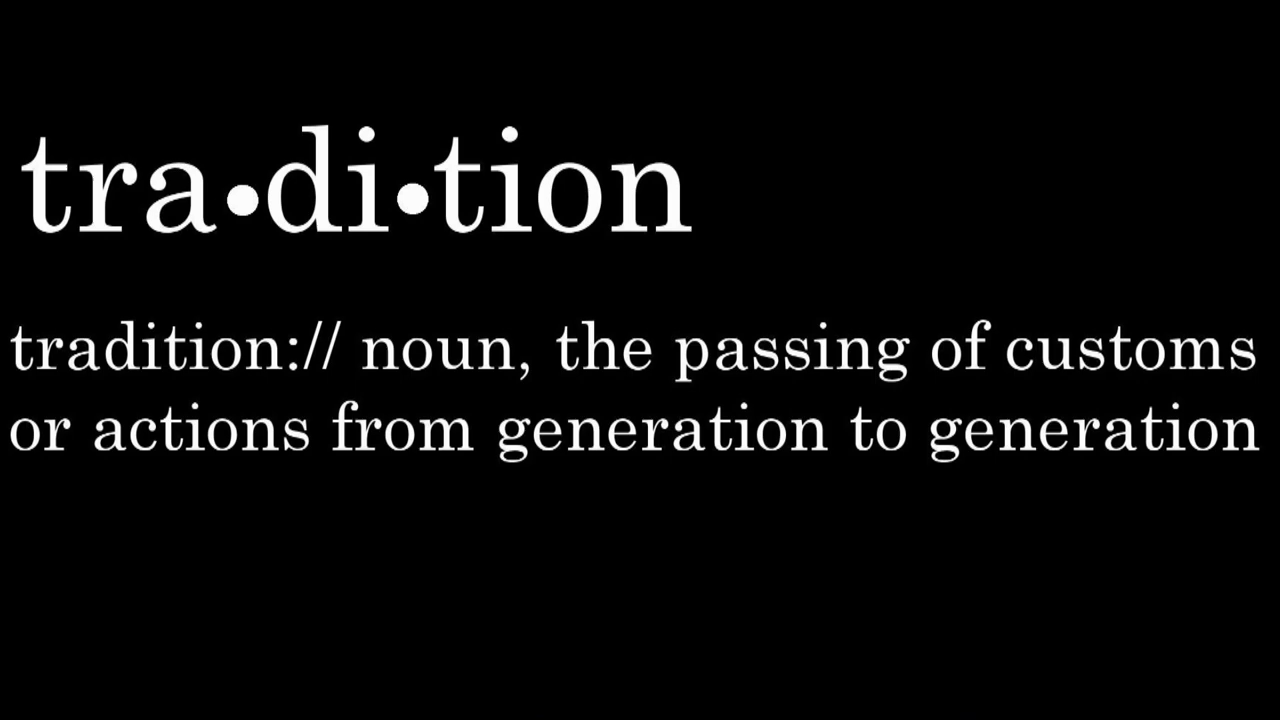 tra•di•tion
tradition:// noun, the passing of customs
or actions from generation to generation